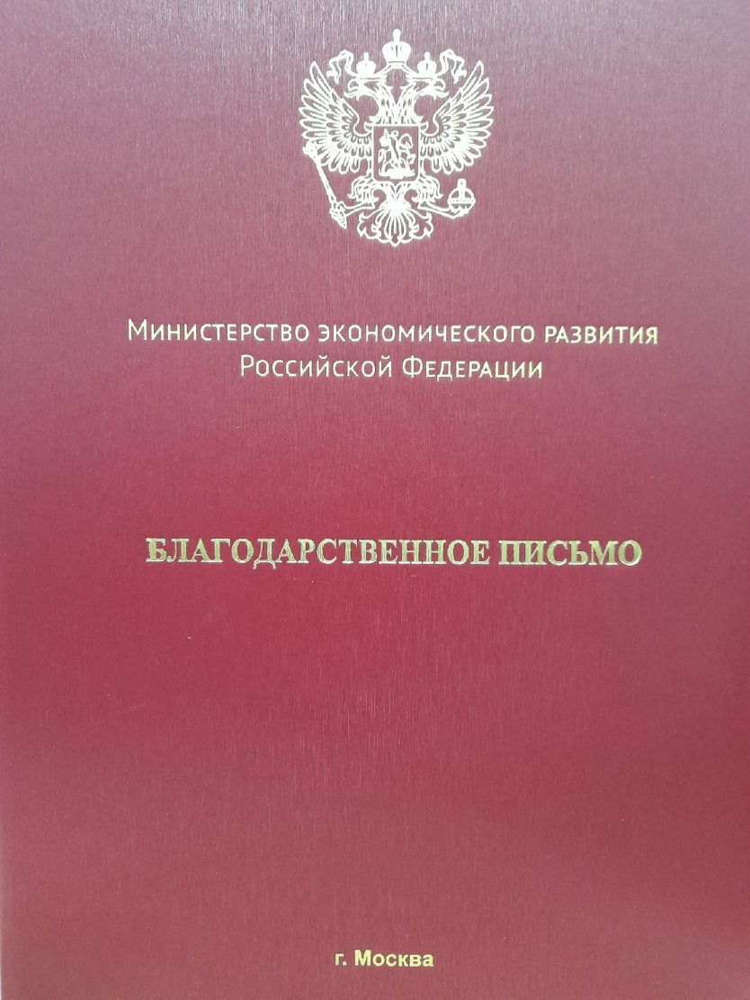 Министерство экономического развития
Российской Федерации
БЛАГОДАРСТВЕННОЕ ПИСЬМО
г. Москва